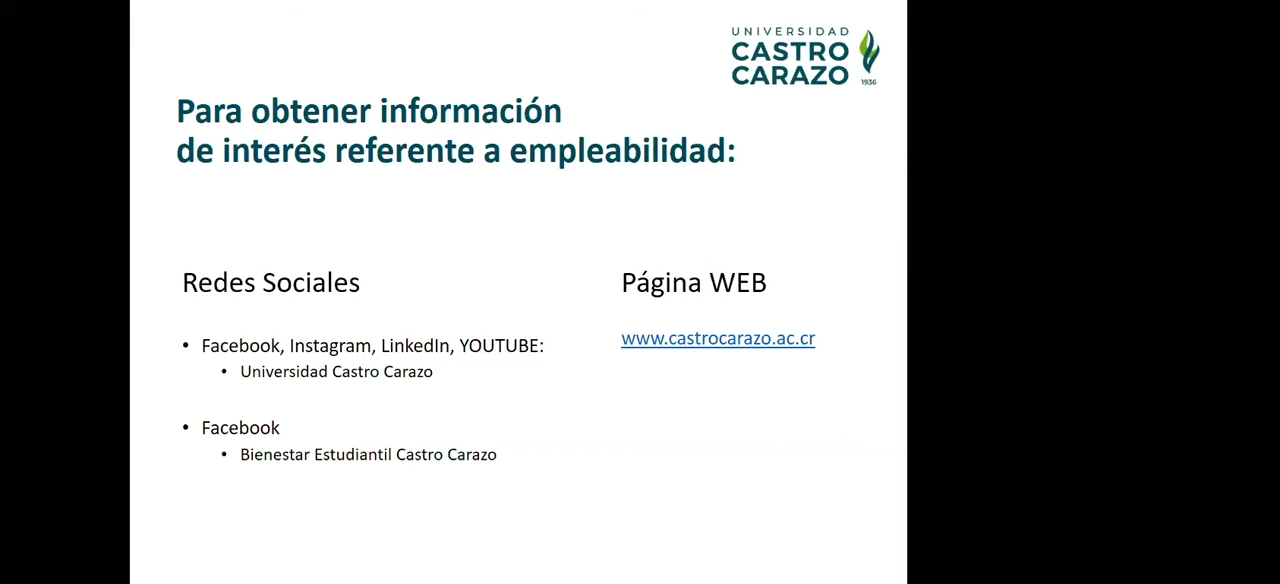 UNIVERSIDAD
CASTRO
CARAZO
1936
Para obtener información
de interés referente a empleabilidad:
Redes Sociales
• Facebook, Instagram, LinkedIn, YOUTUBE:
• Universidad Castro Carazo
• Facebook
• Bienestar Estudiantil Castro Carazo
Página WEB
www.castrocarazo.ac.cr